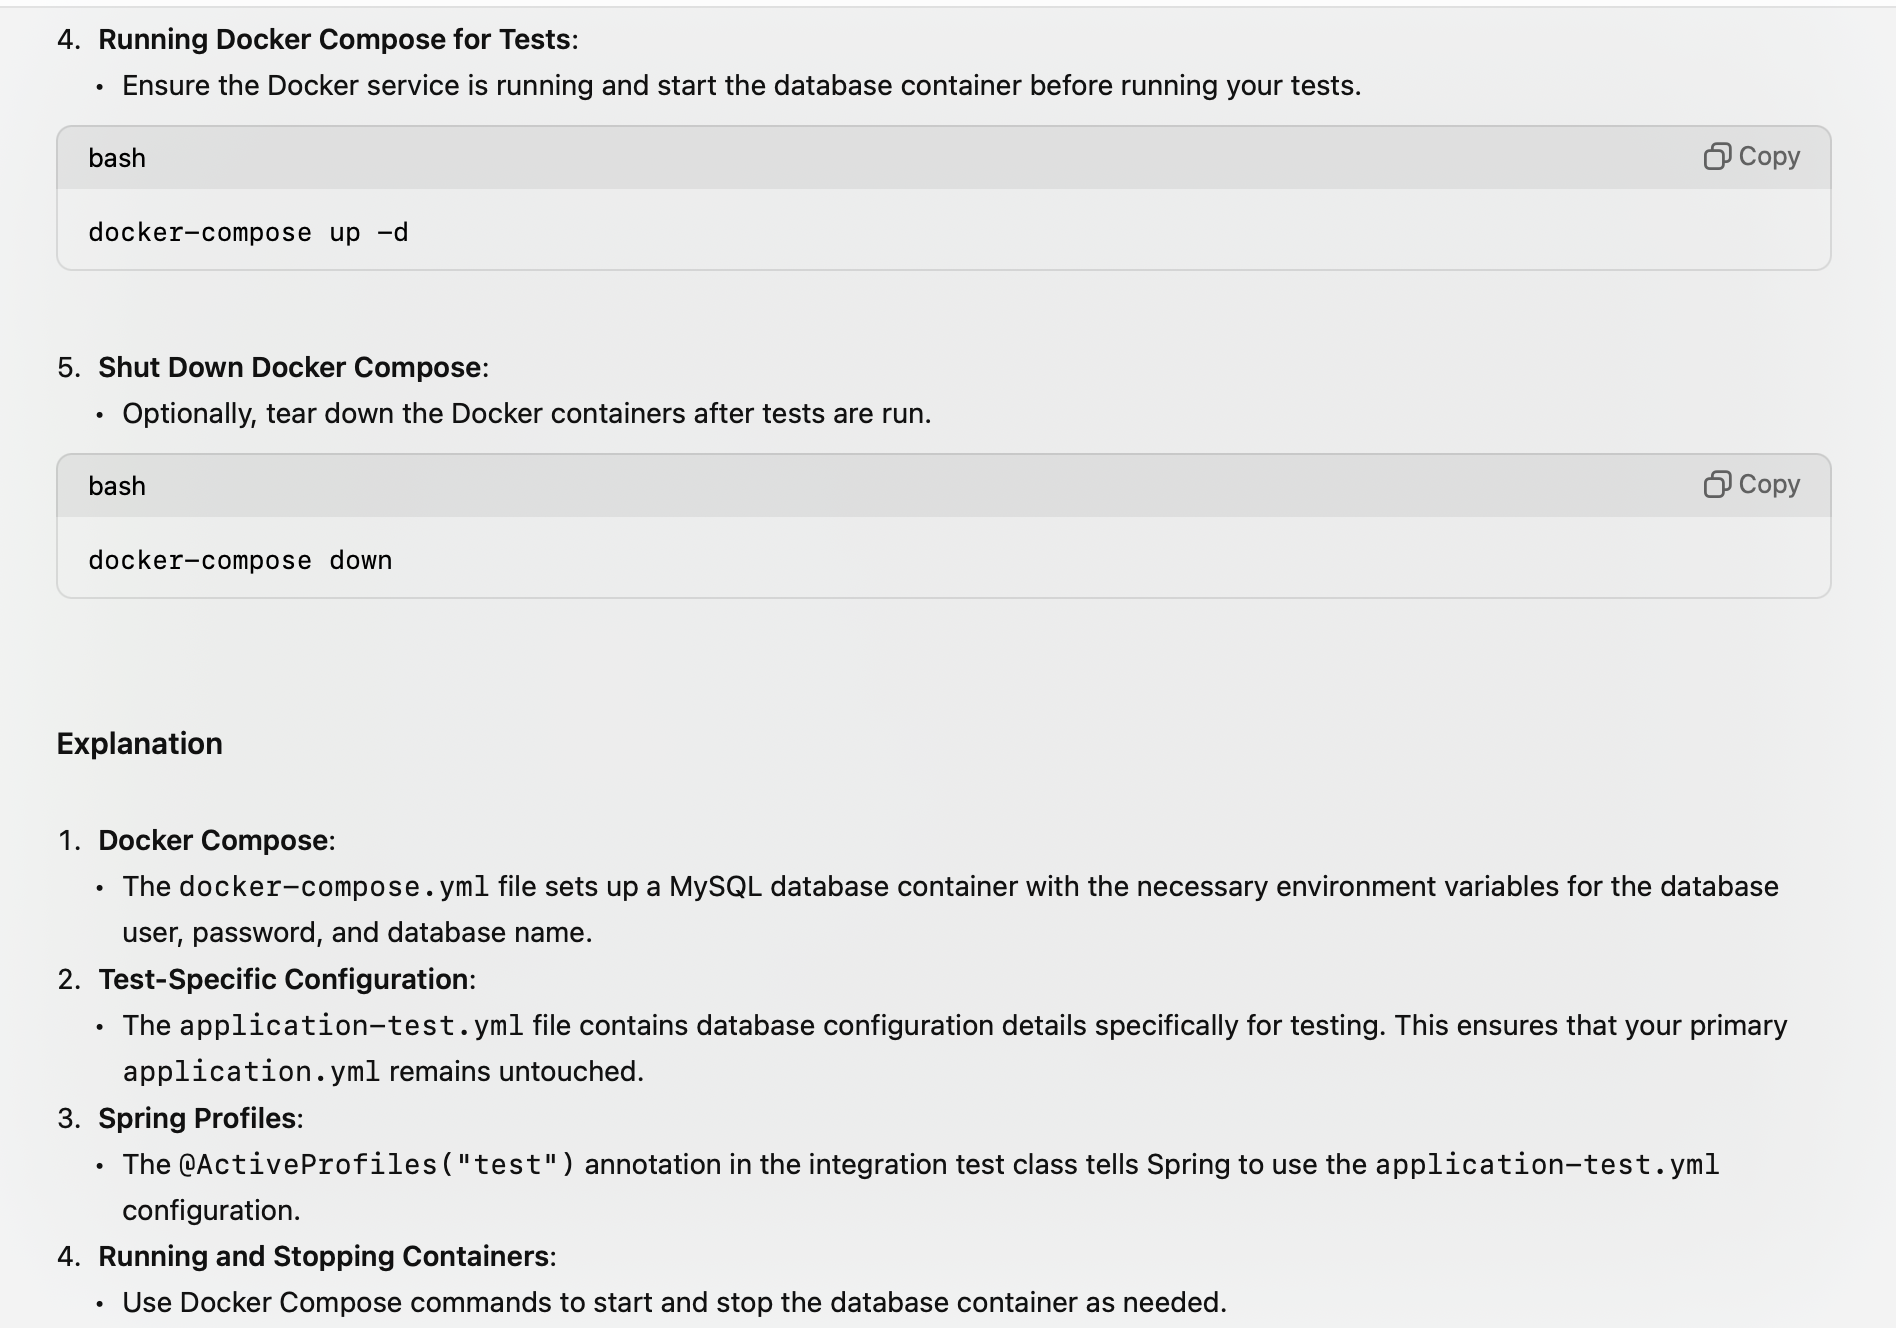 4. Running Docker Compose for Tests:
• Ensure the Docker service is running and start the database container before running your tests.
bash
Copy
docker-compose up -d
5. Shut Down Docker Compose:
• Optionally, tear down the Docker containers after tests are run.
bash
Copy
docker-compose down
Explanation
1. Docker Compose:
• The docker-compose.yml file sets up a MySQL database container with the necessary environment variables for the database
user, password, and database name.
2. Test-Specific Configuration:
• The application-test.yml file contains database configuration details specifically for testing. This ensures that your primary
application.yml remains untouched.
3. Spring Profiles:
• The @ActiveProfiles("test") annotation in the integration test class tells Spring to use the application-test.yml
configuration.
4. Running and Stopping Containers:
• Use Docker Compose commands to start and stop the database container as needed.